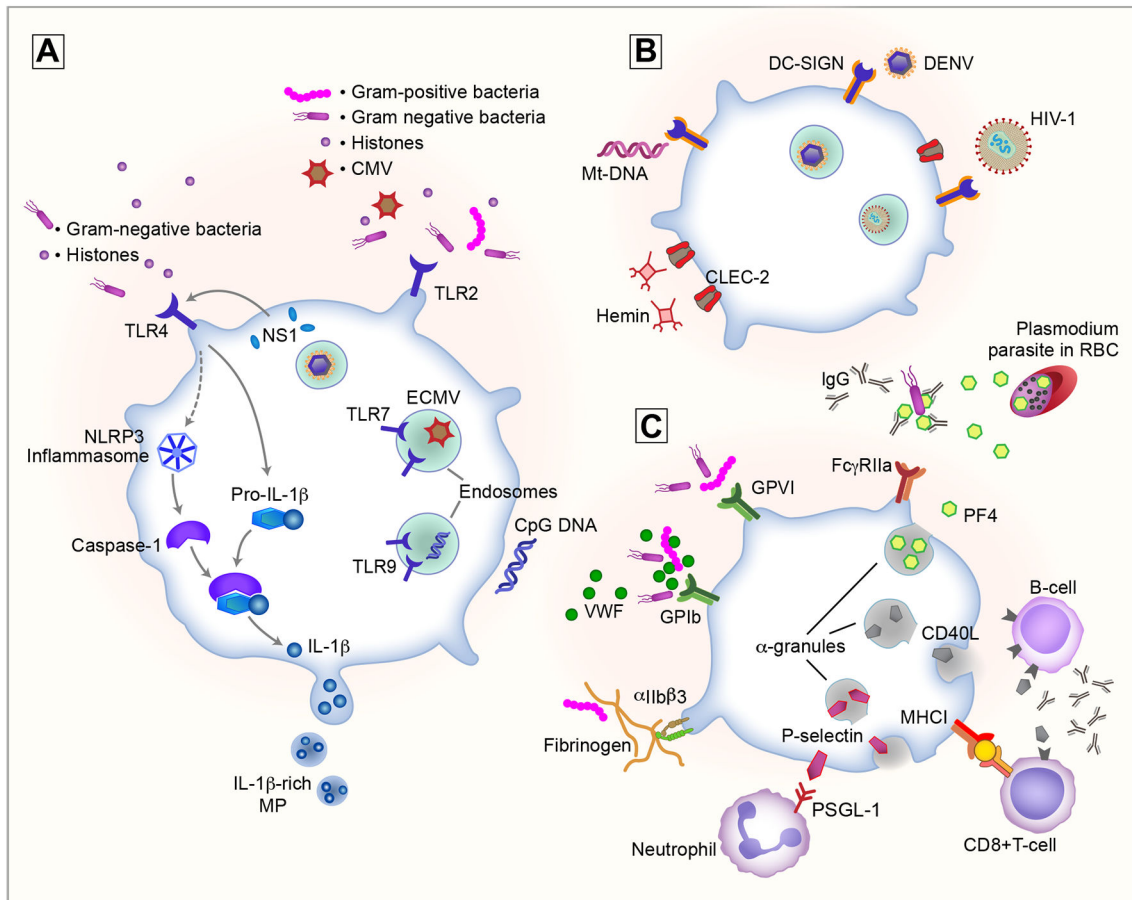 A
• Gram-positive bacteria
• Gram negative bacteria
• Histones
• CMV
• Gram-negative bacteria
• Histones
TLR4
TLR2
NS1
NLRP3
Inflammasome
Pro-IL-1β
Caspase-1
IL-1β
IL-1β-rich
MP
ECMV
TLR7
Endosomes
TLR9
CpG DNA
B
DC-SIGN
DENV
HIV-1
Mt-DNA
CLEC-2
Hemin
Plasmodium
parasite in RBC
IgG
C
FcγRIIa
GPVI
PF4
VWF
GPIb
α-granules
CD40L
B-cell
αIIbβ3
Fibrinogen
P-selectin
MHCI
PSGL-1
Neutrophil
CD8+T-cell